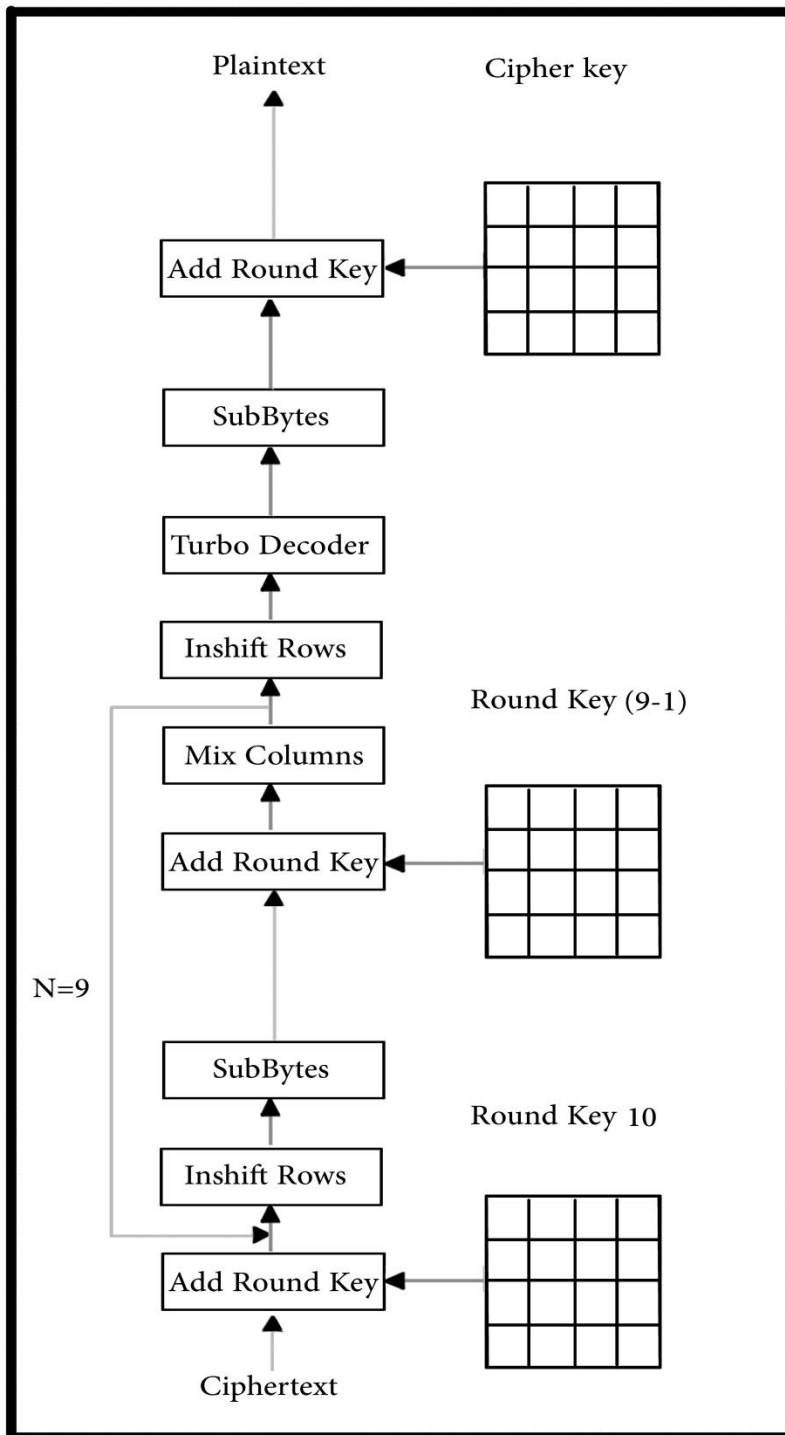 Plaintext
Cipher key
Add Round Key
SubBytes
Turbo Decoder
Inshift Rows
Round Key (9-1)
Mix Columns
Add Round Key
N=9
SubBytes
Round Key 10
Inshift Rows
Add Round Key
Ciphertext